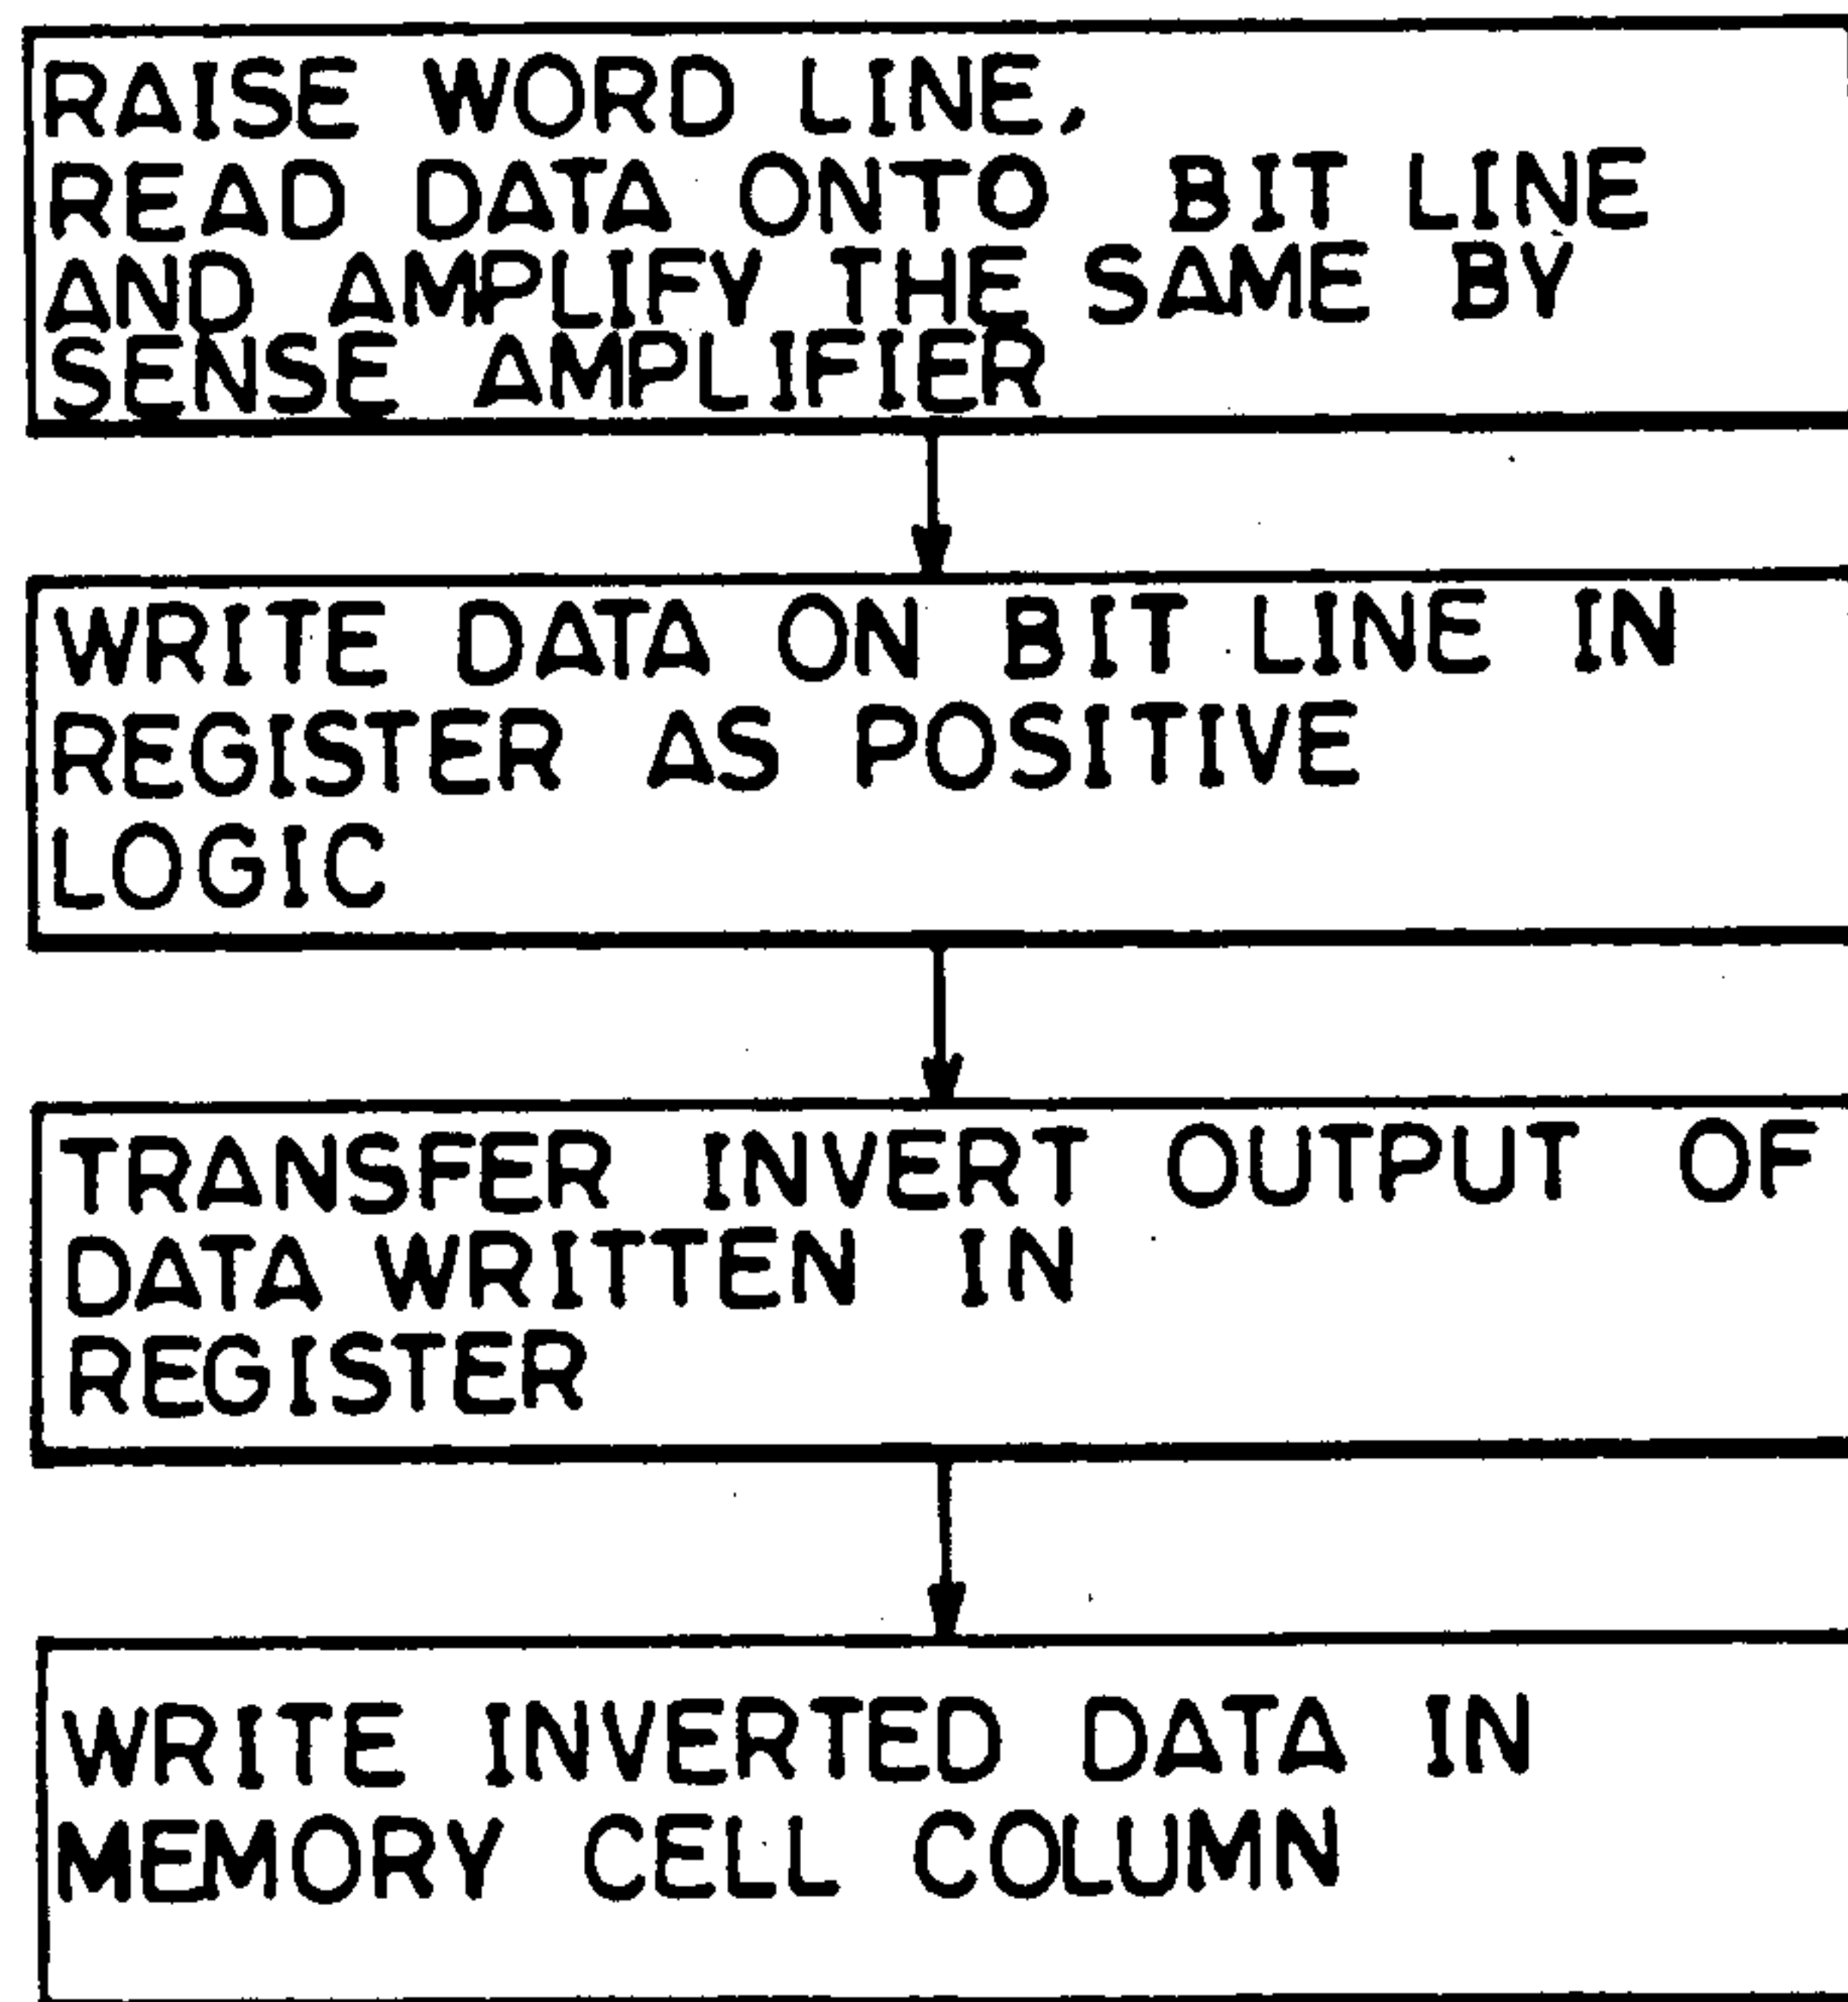 RAISE WORD LINE,
READ DATA ONTO BIT LINE
AND AMPLIFY THE SAME BY
SENSE AMPLIFIER
WRITE DATA ON BIT LINE IN
REGISTER AS POSITIVE
LOGIC
TRANSFER INVERT OUTPUT OF
DATA WRITTEN IN
REGISTER
WRITE INVERTED DATA IN
MEMORY CELL COLUMN